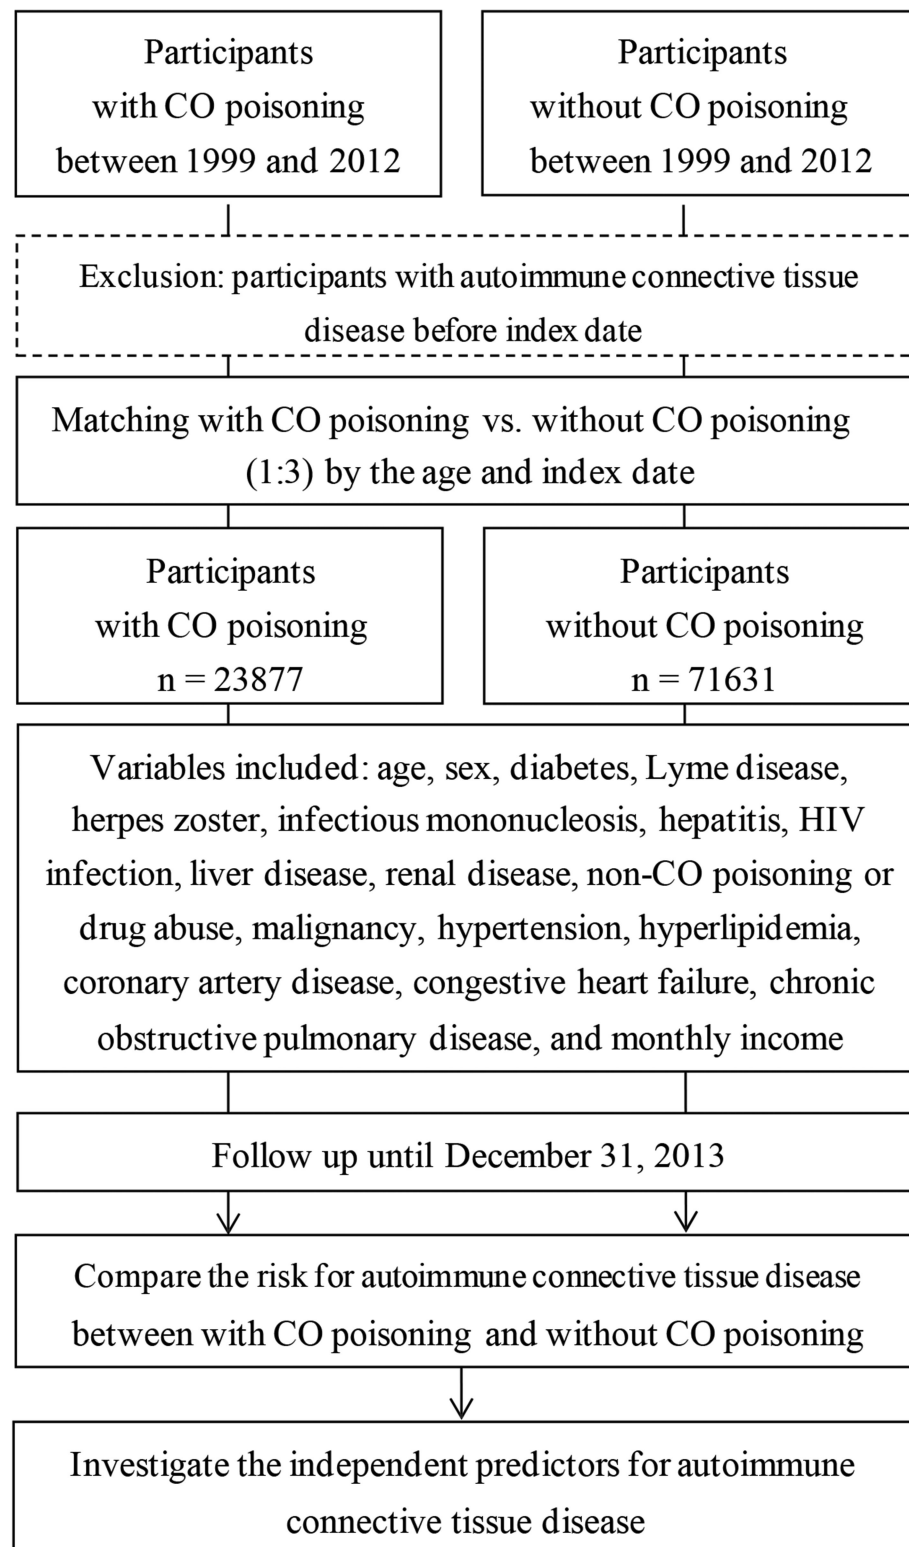 Participants
with CO poisoning
between 1999 and 2012
Participants
without CO poisoning
between 1999 and 2012
Exclusion: participants with autoimmune connective tissue
disease before index date
Matching with CO poisoning vs. without CO poisoning
(1:3) by the age and index date
Participants
with CO poisoning
n = 23877
Participants
without CO poisoning
n = 71631
Variables included: age, sex, diabetes, Lyme disease,
herpes zoster, infectious mononucleosis, hepatitis, HIV
infection, liver disease, renal disease, non-CO poisoning or
drug abuse, malignancy, hypertension, hyperlipidemia,
coronary artery disease, congestive heart failure, chronic
obstructive pulmonary disease, and monthly income
Follow up until December 31, 2013
Compare the risk for autoimmune connective tissue disease
between with CO poisoning and without CO poisoning
Investigate the independent predictors for autoimmune
connective tissue disease